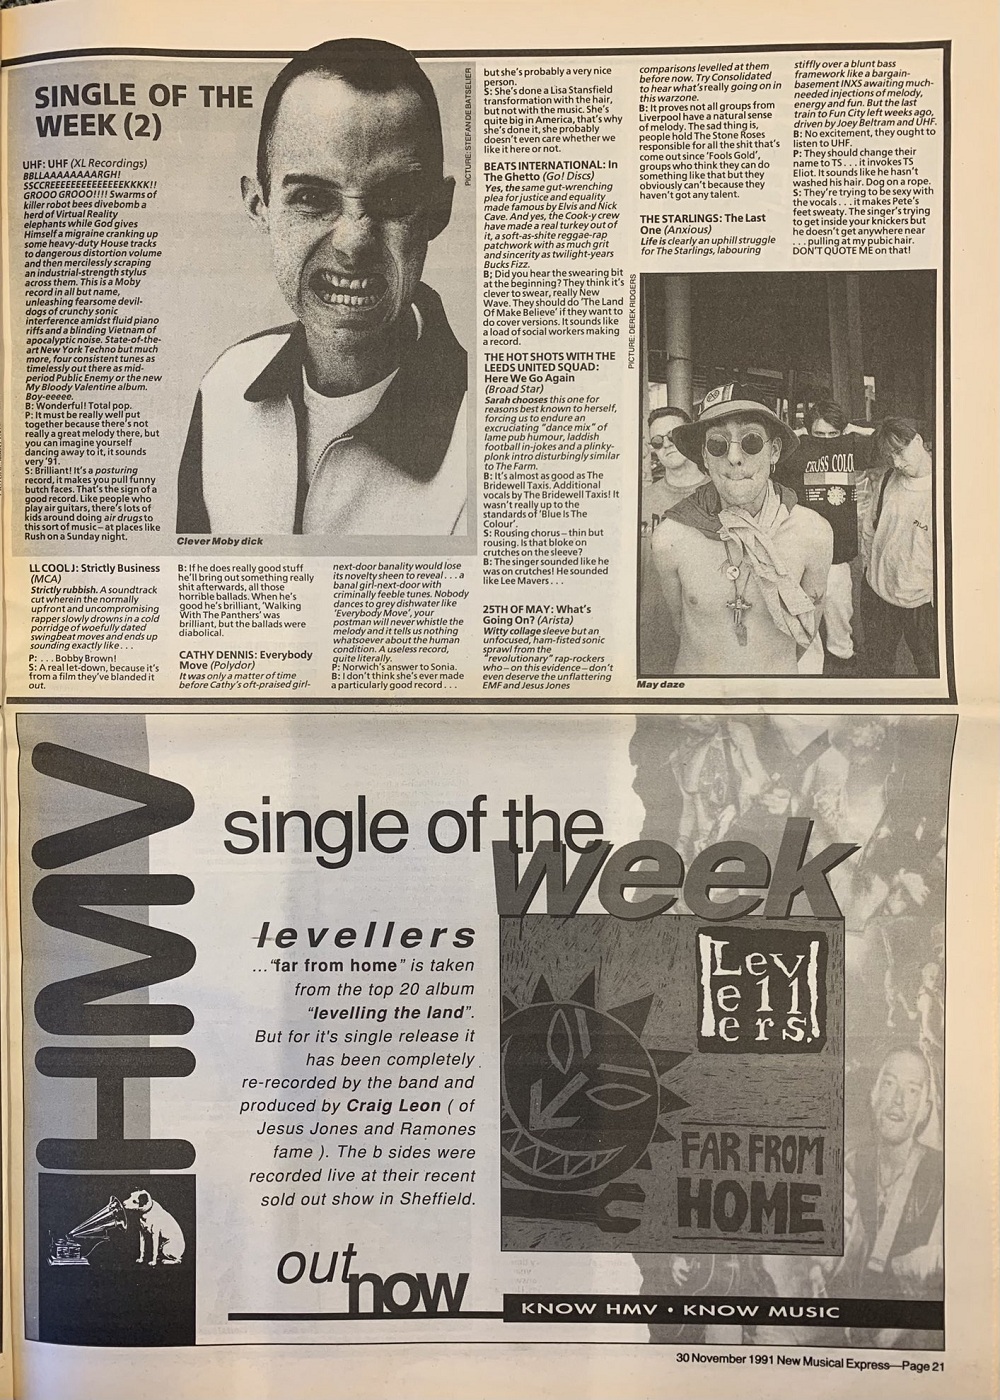 SINGLE OF THE
WEEK (2)
UHF: UHF (XL Recordings)
BBLLAAAAAAAARGH!
SSCCREEEEEEEEEEEEEEKKKK!!
GROOO GROOO!!!! Swarms of
killer robot bees divebomb a
herd of Virtual Reality
elephants while God gives
Himself a migraine cranking up
some heavy-duty House tracks
to dangerous distortion volume
and then mercilessly scraping
an industrial-strength stylus
across them. This is a Moby
record in all but name,
unleashing fearsome devil-
dogs of crunchy sonic
interference amidst fluid piano
riffs and a blinding Vietnam of
apocalyptic noise. State-of-the-
art New York Techno but much
more, four consistent tunes as
timelessly out there as mid-
period Public Enemy or the new
My Bloody Valentine album.
Boy-eeeee.
B: Wonderful! Total pop.
P: It must be really well put
together because there's not
really a great melody there, but
you can imagine yourself
dancing away to it, it sounds
very '91.
S: Brilliant! It's a posturing
record, it makes you pull funny
butch faces. That's the sign of a
good record. Like people who
play air guitars, there's lots of
kids around doing air drugs to
this sort of music – at places like
Rush on a Sunday night.
PICTURE: STEFAN DE BATSELIER
Clever Moby dick
LL COOL J: Strictly Business
(MCA)
Strictly rubbish. A soundtrack
cut wherein the normally
upfront and uncompromising
rapper slowly drowns in a cold
porridge of woefully dated
swingbeat moves and ends up
sounding exactly like . . .
P: . . . Bobby Brown!
S: A real let-down, because it's
from a film they've blanded it
out.
B: If he does really good stuff
he'll bring out something really
shit afterwards, all those
horrible ballads. When he's
good he's brilliant, 'Walking
With The Panthers' was
brilliant, but the ballads were
diabolical.
CATHY DENNIS: Everybody
Move (Polydor)
It was only a matter of time
before Cathy's oft-praised girl-
next-door banality would lose
its novelty sheen to reveal . . . a
banal girl-next-door with
criminally feeble tunes. Nobody
dances to grey dishwater like
'Everybody Move', your
postman will never whistle the
melody and it tells us nothing
whatsoever about the human
condition. A useless record,
quite literally.
P: Norwich's answer to Sonia.
B: I don't think she's ever made
a particularly good record . . .
but she's probably a very nice
person.
S: She's done a Lisa Stansfield
transformation with the hair,
but not with the music. She's
quite big in America, that's why
she's done it, she probably
doesn't even care whether we
like it here or not.
BEATS INTERNATIONAL: In
The Ghetto (Go! Discs)
Yes, the same gut-wrenching
plea for justice and equality
made famous by Elvis and Nick
Cave. And yes, the Cook-y crew
have made a real turkey out of
it, a soft-as-shite reggae-rap
patchwork with as much grit
and sincerity as twilight-years
Bucks Fizz.
B; Did you hear the swearing bit
at the beginning? They think it's
clever to swear, really New
Wave. They should do 'The Land
Of Make Believe' if they want to
do cover versions. It sounds like
a load of social workers making
a record.
THE HOT SHOTS WITH THE
LEEDS UNITED SQUAD:
Here We Go Again
(Broad Star)
Sarah chooses this one for
reasons best known to herself,
forcing us to endure an
excruciating "dance mix" of
lame pub humour, laddish
football in-jokes and a plinky-
plonk intro disturbingly similar
to The Farm.
B: It's almost as good as The
Bridewell Taxis. Additional
vocals by The Bridewell Taxis! It
wasn't really up to the
standards of 'Blue Is The
Colour'.
S: Rousing chorus – thin but
rousing. Is that bloke on
crutches on the sleeve?
B: The singer sounded like he
was on crutches! He sounded
like Lee Mavers . . .
25TH OF MAY: What's
Going On? (Arista)
Witty collage sleeve but an
unfocused, ham-fisted sonic
sprawl from the
"revolutionary" rap-rockers
who – on this evidence – don't
even deserve the unflattering
EMF and Jesus Jones
comparisons levelled at them
before now. Try Consolidated
to hear what's really going on in
this warzone.
B: It proves not all groups from
Liverpool have a natural sense
of melody. The sad thing is,
people hold The Stone Roses
responsible for all the shit that's
come out since 'Fools Gold',
groups who think they can do
something like that but they
obviously can't because they
haven't got any talent.
THE STARLINGS: The Last
One (Anxious)
Life is clearly an uphill struggle
for The Starlings, labouring
stiffly over a blunt bass
framework like a bargain-
basement INXS awaiting much-
needed injections of melody,
energy and fun. But the last
train to Fun City left weeks ago,
driven by Joey Beltram and UHF.
B: No excitement, they ought to
listen to UHF.
P: They should change their
name to TS . . . it invokes TS
Eliot. It sounds like he hasn't
washed his hair. Dog on a rope.
S: They're trying to be sexy with
the vocals . . . it makes Pete's
feet sweaty. The singer's trying
to get inside your knickers but
he doesn't get anywhere near
. . . pulling at my pubic hair.
DON'T QUOTE ME on that!
PICTURE: DEREK RIDGERS
CROSS COLO
May daze
HMV
single of the
week
levellers
..."far from home" is taken
from the top 20 album
"levelling the land".
But for it's single release it
has been completely
re-recorded by the band and
produced by Craig Leon ( of
Jesus Jones and Ramones
fame ). The b sides were
recorded live at their recent
sold out show in Sheffield.
Lev
ell
ers.
FAR FROM
HOME
out
now
KNOW HMV • KNOW MUSIC
30 November 1991 New Musical Express—Page 21